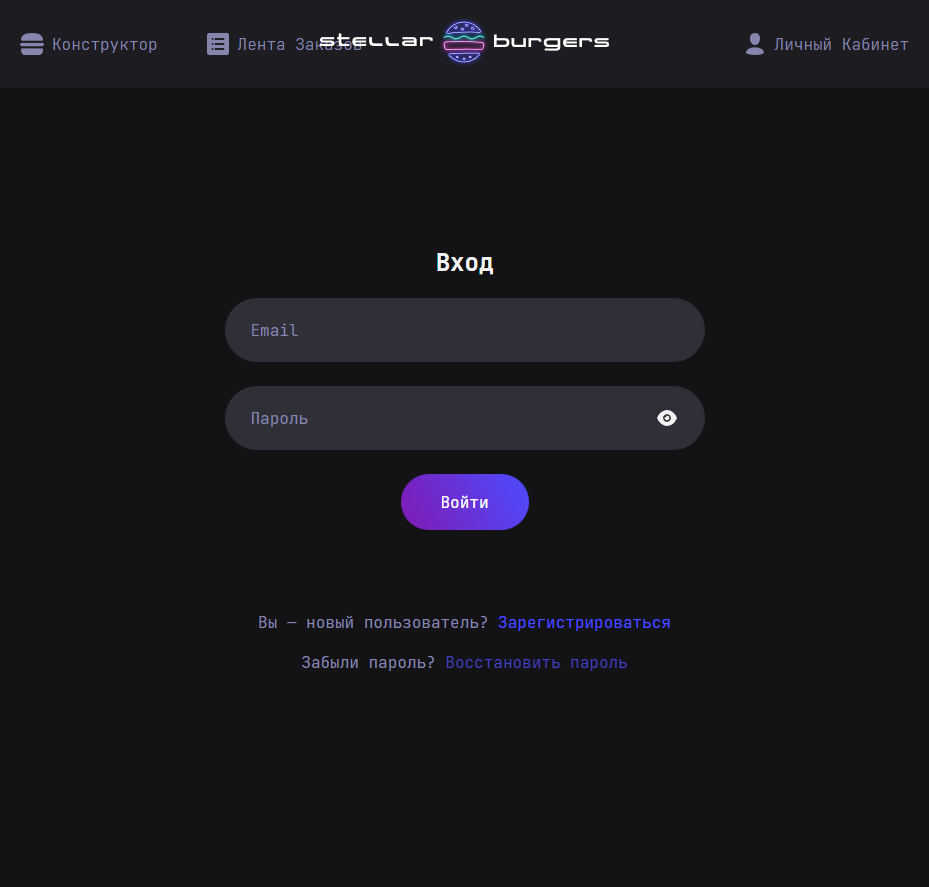 Конструктор
Лента Заказов
stellar burgers
Личный Кабинет
Вход
Email
Пароль
Войти
Вы — новый пользователь? Зарегистрироваться
Забыли пароль? Восстановить пароль